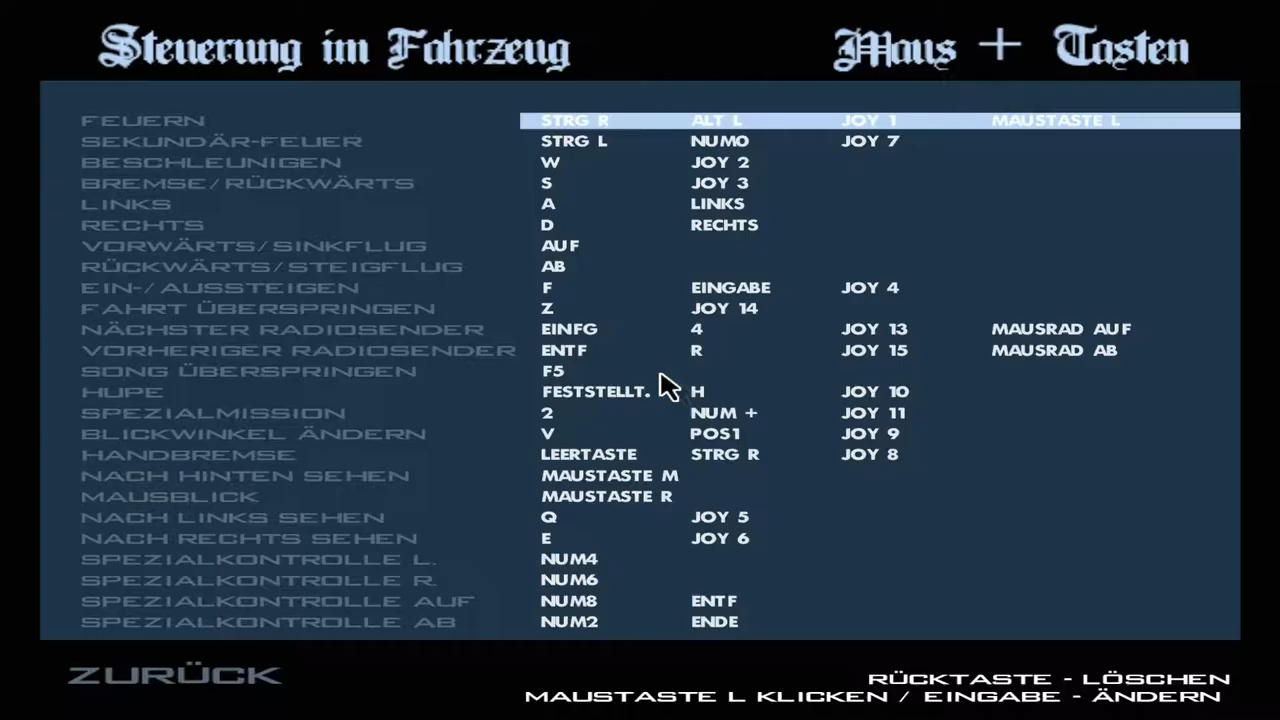 Steuerung im Fahrzeug Maus + Tasten
FEUERN STRG R ALT L JOY 1 MAUSTASTE L
SEKUNDÄR-FEUER STRG L NUM0 JOY 7
BESCHLEUNIGEN W JOY 2
BREMSE/RÜCKWÄRTS S JOY 3
LINKS A LINKS
RECHTS D RECHTS
VORWÄRTS/SINKFLUG AUF
RÜCKWÄRTS/STEIGFLUG AB
EIN-/AUSSTEIGEN F EINGABE JOY 4
FAHRT ÜBERSPRINGEN Z JOY 14
NÄCHSTER RADIOSENDER EINFG 4 JOY 13 MAUSRAD AUF
VORHERIGER RADIOSENDER ENTF R JOY 15 MAUSRAD AB
SONG ÜBERSPRINGEN F5
HUPE FESTSTELLT. H JOY 10
SPEZIALMISSION 2 NUM + JOY 11
BLICKWINKEL ÄNDERN V POS1 JOY 9
HANDBREMSE LEERTASTE STRG R JOY 8
NACH HINTEN SEHEN MAUSTASTE M
MAUSBLICK MAUSTASTE R
NACH LINKS SEHEN Q JOY 5
NACH RECHTS SEHEN E JOY 6
SPEZIALKONTROLLE L. NUM4
SPEZIALKONTROLLE R. NUM6
SPEZIALKONTROLLE AUF NUM8 ENTF
SPEZIALKONTROLLE AB NUM2 ENDE
ZURÜCK
RÜCKTASTE - LÖSCHEN
MAUSTASTE L KLICKEN / EINGABE - ÄNDERN